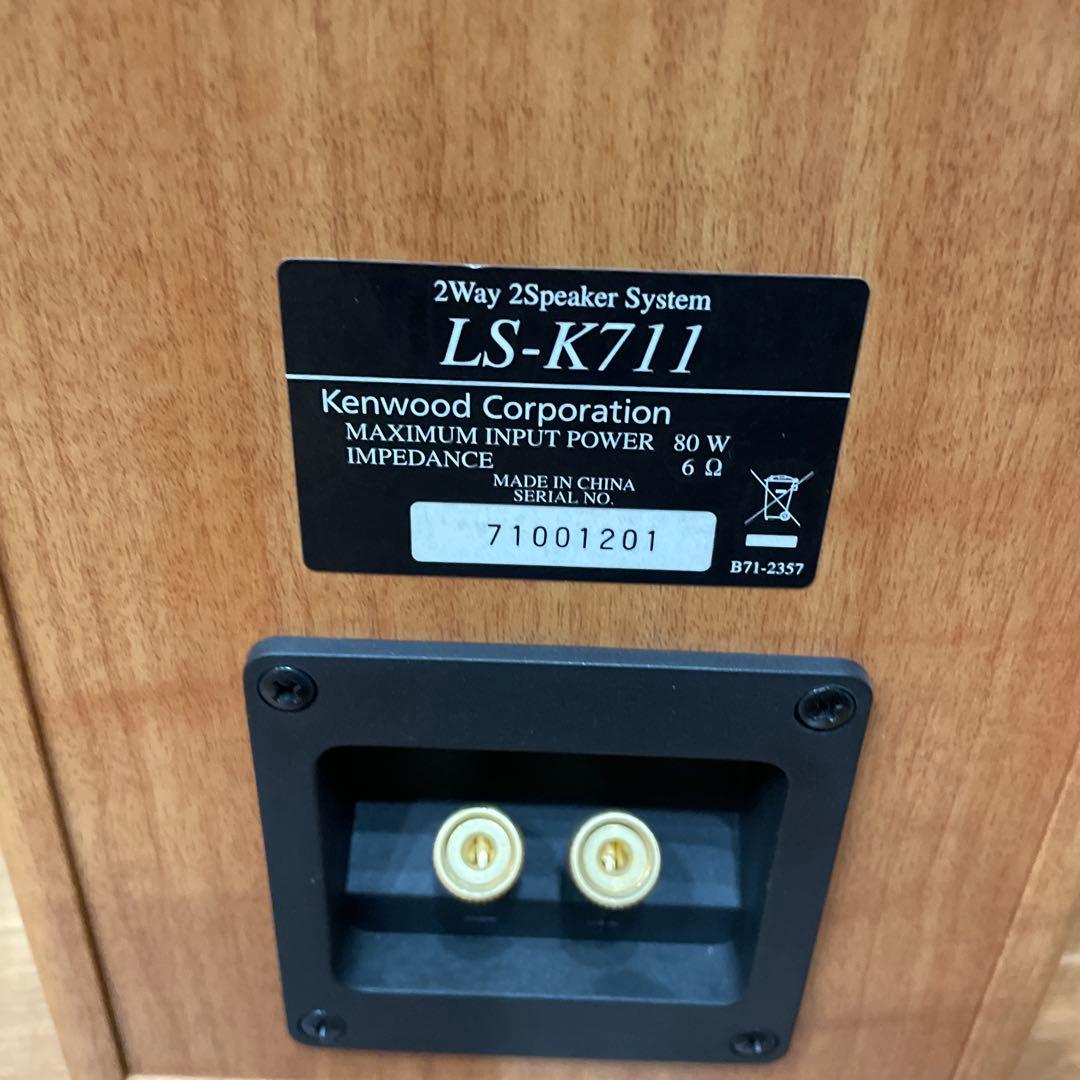 2Way 2Speaker System
LS-K711
Kenwood Corporation
MAXIMUM INPUT POWER 80 W
IMPEDANCE 6 Ω
MADE IN CHINA
SERIAL NO.
71001201
B71-2357